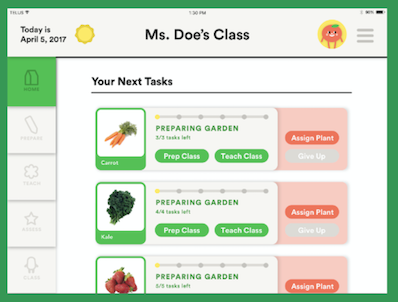 TELUS
1:30 PM
Today is
April 5, 2017
Ms. Doe's Class
HOME
PREPARE
TEACH
ASSESS
CLASS
Your Next Tasks
PREPARING GARDEN
3/3 tasks left
Prep Class
Teach Class
Assign Plant
Give Up
Carrot
PREPARING GARDEN
4/4 tasks left
Prep Class
Teach Class
Assign Plant
Give Up
Kale
PREPARING GARDEN
5/5 tasks left
Assign Plant